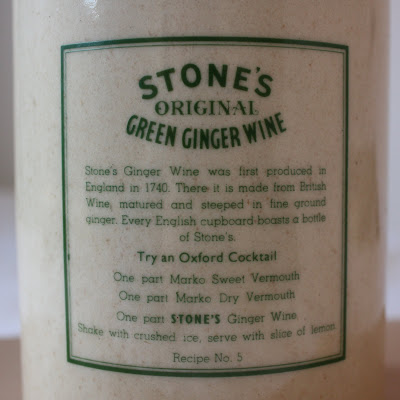 STONE'S
ORIGINAL
GREEN GINGER WINE
Stone's Ginger Wine was first produced in
England in 1740. There it is made from British
Wine, matured and steeped in fine ground
ginger. Every English cupboard boasts a bottle
of Stone's.
Try an Oxford Cocktail
One part Marko Sweet Vermouth
One part Marko Dry Vermouth
One part STONE'S Ginger Wine.
Shake with crushed ice, serve with slice of lemon.
Recipe No. 5